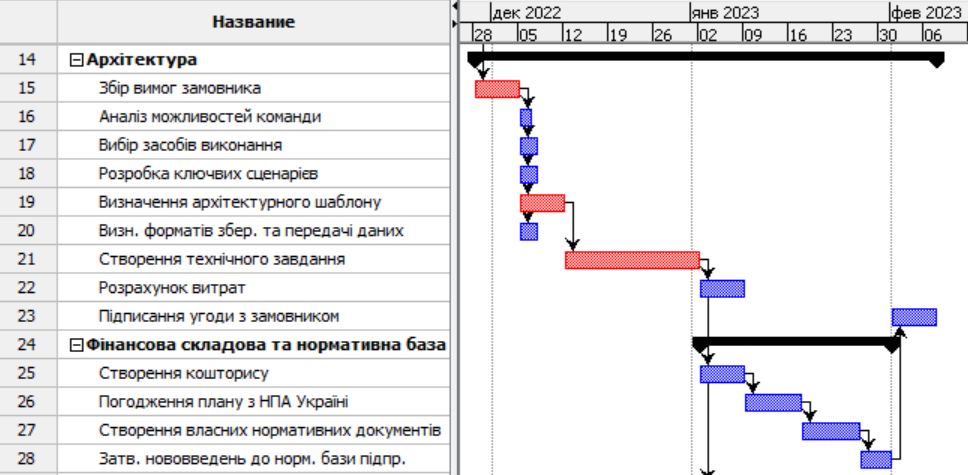 Название
дек 2022 янв 2023 фев 2023
28 05 12 19 26 02 09 16 23 30 06
14 Архітектура
15 Збір вимог замовника
16 Аналіз можливостей команди
17 Вибір засобів виконання
18 Розробка ключвих сценарієв
19 Визначення архітектурного шаблону
20 Визн. форматів збер. та передачі даних
21 Створення технічного завдання
22 Розрахунок витрат
23 Підписання угоди з замовником
24 Фінансова складова та нормативна база
25 Створення кошторису
26 Погодження плану з НПА Україні
27 Створення власних нормативних документів
28 Затв. нововведень до норм. бази підпр.